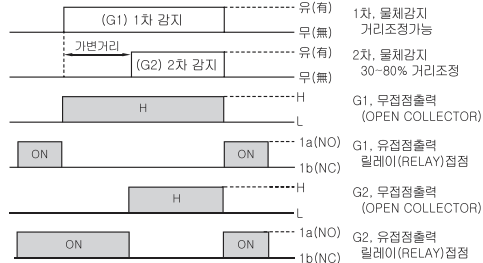 (G1) 1차 감지
유(有)
무(無)
1차, 물체감지
거리조정가능
가변거리
(G2) 2차 감지
유(有)
무(無)
2차, 물체감지
30~80% 거리조정
H
H
L
G1, 무접점출력
(OPEN COLLECTOR)
ON
ON
1a(NO)
1b(NC)
G1, 유접점출력
릴레이(RELAY)접점
H
H
L
G2, 무접점출력
(OPEN COLLECTOR)
ON
ON
1a(NO)
1b(NC)
G2, 유접점출력
릴레이(RELAY)접점